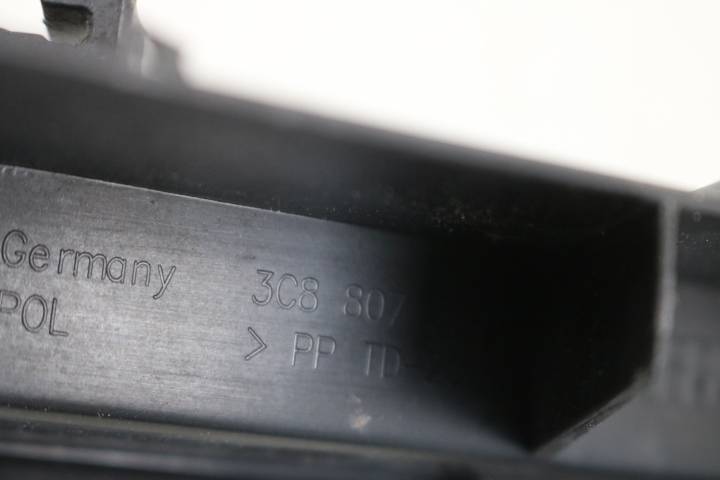 Germany 3C8 807
POL > PP TD-